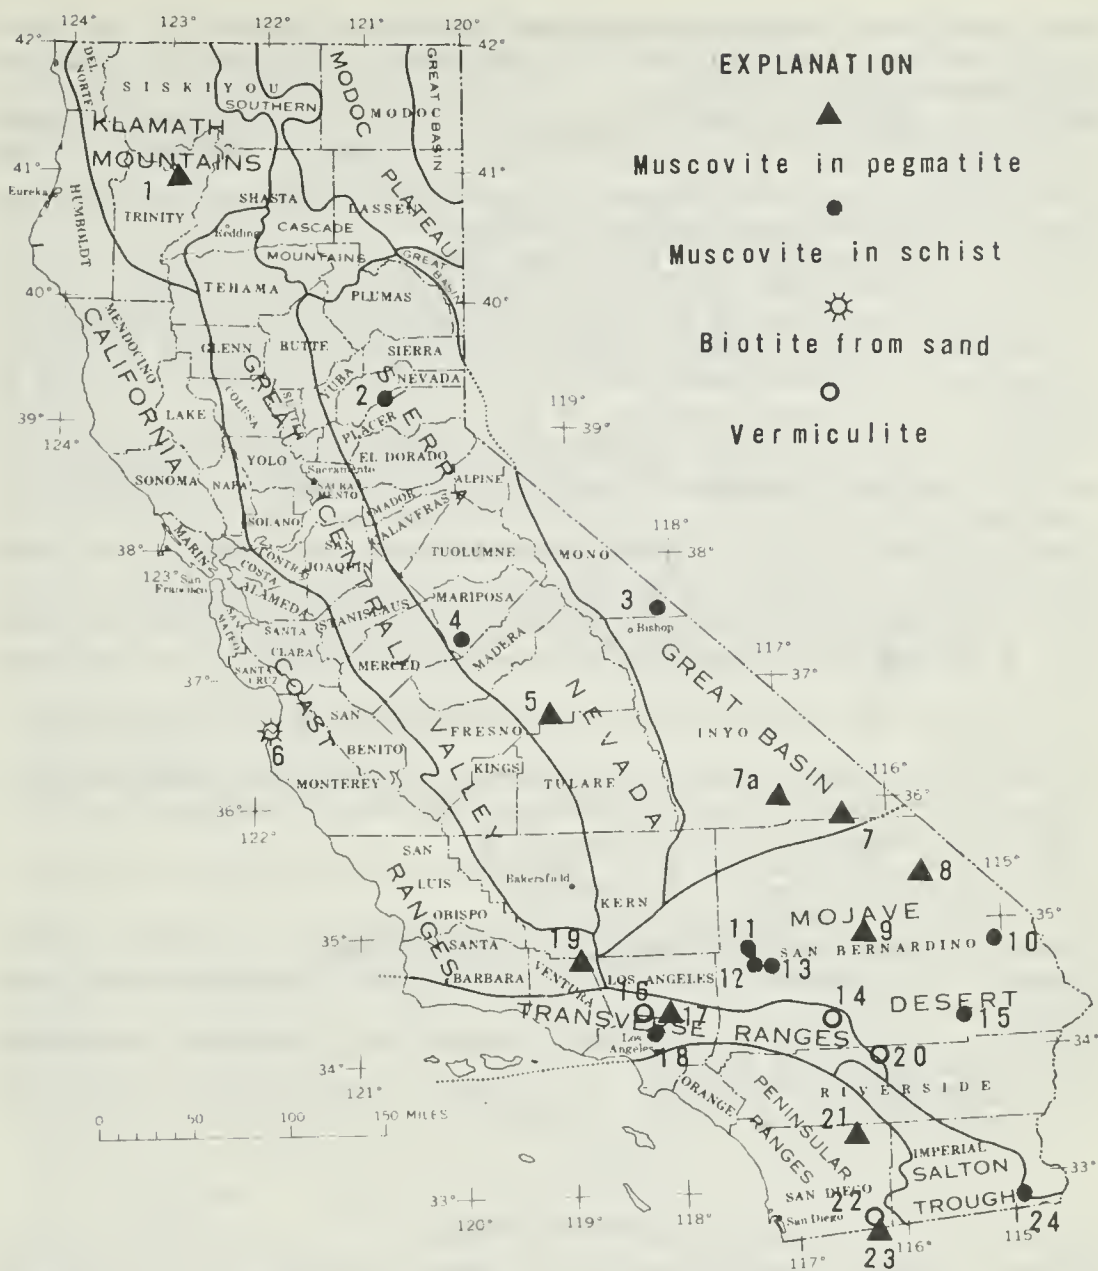 124° 123° 122° 121° 120°
42° 42°
EXPLANATION
Muscovite in pegmatite
Muscovite in schist
Biotite from sand
Vermiculite
DEL NORTE
SISKIYOU
MODOC
MODOC
GREAT BASIN
SOUTHERN
KLAMATH
MOUNTAINS
41° 41°
1
Eureka
HUMBOLDT
TRINITY
SHASTA
LASSEN
PLATEAU
Redding
CASCADE
MOUNTAINS
GREAT BASIN
TEHAMA
PLUMAS
40° 40°
MENDOCINO
CALIFORNIA
GLENN
BUTTE
SIERRA
YUBA
NEVADA
GREAT
SIERRA
2
COLUSA
LAKE
PLACER
119°
39° 39°
124°
YOLO
EL DORADO
Sacramento
SACRAMENTO
ALPINE
SONOMA
NAPA
AMADOR
CALAVERAS
SOLANO
CENTRAL
SAN
JOAQUIN
TUOLUMNE
MONO
118°
38° 38°
MARIN
CONTRA
COSTA
123°
San Francisco
ALAMEDA
STANISLAUS
MARIPOSA
3
Bishop
SAN MATEO
SANTA
CLARA
4
MADERA
MERCED
GREAT BASIN
117°
37° 37°
SANTA CRUZ
COAST
SAN
BENITO
5
FRESNO
NEVADA
INYO
6
VALLEY
KINGS
TULARE
MONTEREY
7a
116°
36° 36°
122°
7
SAN
LUIS
OBISPO
RANGES
Bakersfield
KERN
8
115°
35° 35°
MOJAVE
9
10
SAN BERNARDINO
11
12 13
SANTA
BARBARA
19
VENTURA
LOS ANGELES
16
17
14
DESERT
15
TRANSVERSE RANGES
Los Angeles
18
20
34° 34°
121°
ORANGE
RIVERSIDE
PENINSULAR
RANGES
0 50 100 150 MILES
21
IMPERIAL
SALTON
TROUGH
33° 33°
SAN DIEGO
San Diego
22
23
24
120° 119° 118° 117° 116° 115°